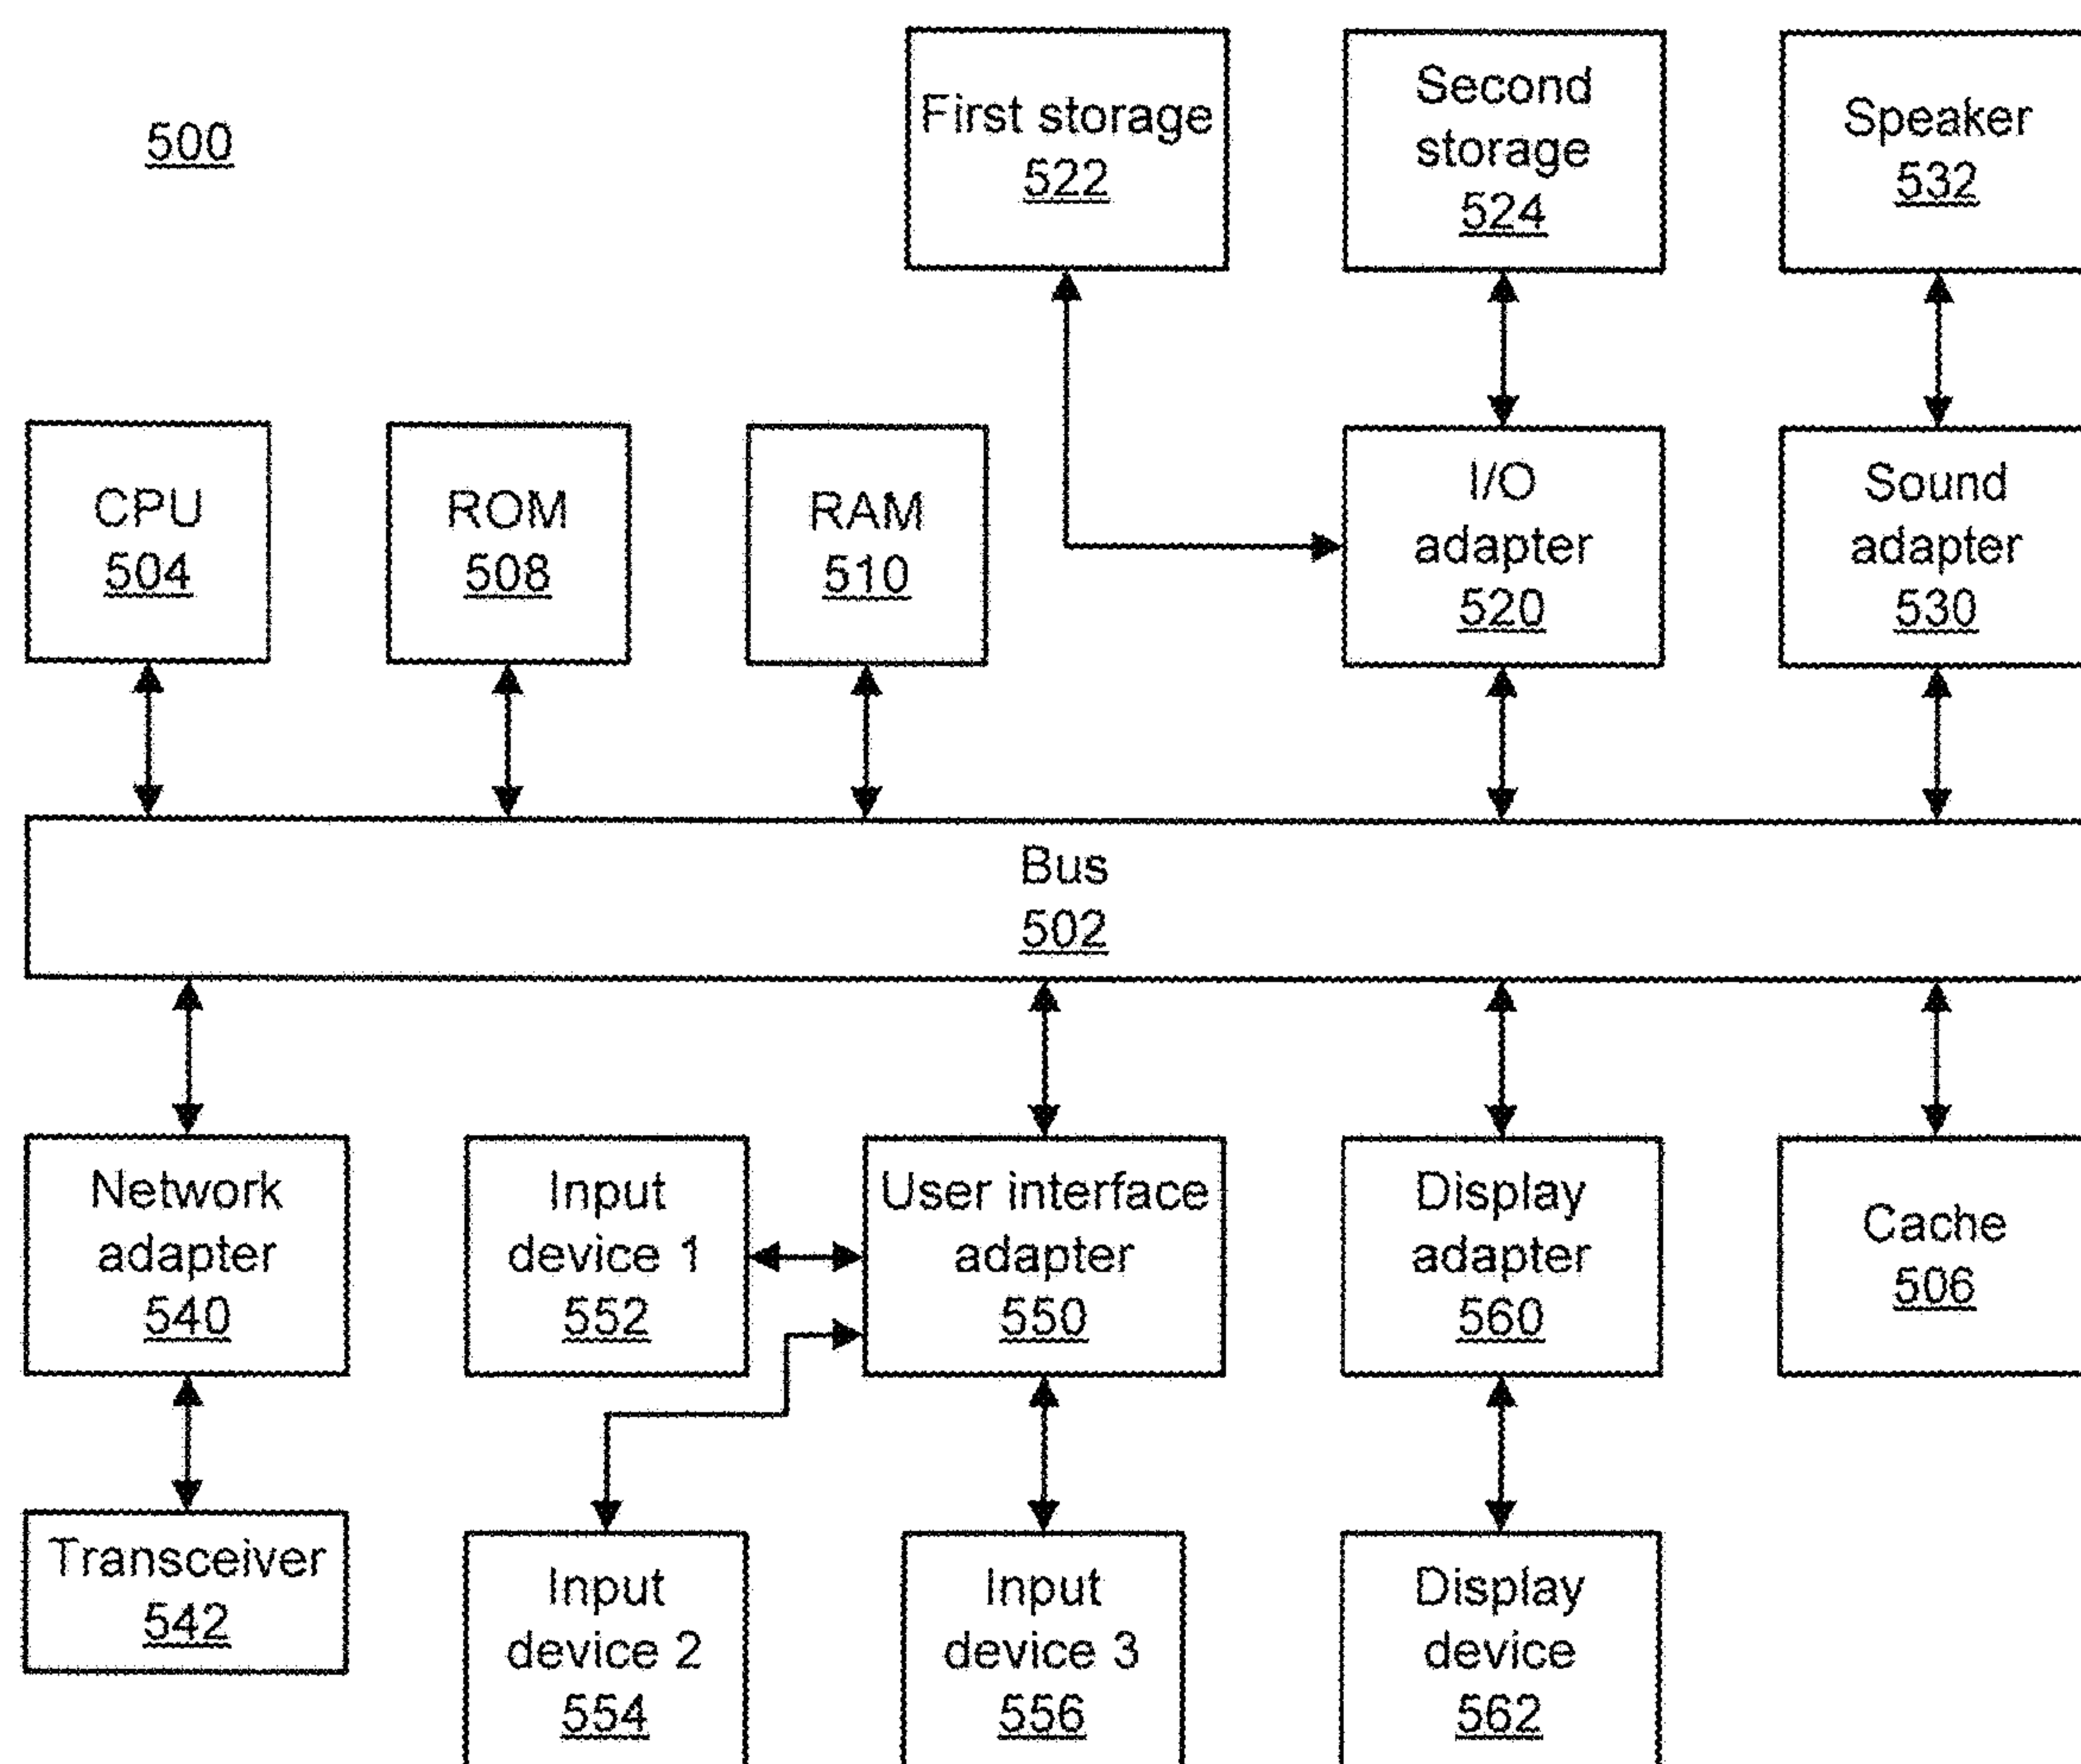 500
First storage
522
Second
storage
524
Speaker
532
CPU
504
ROM
508
RAM
510
I/O
adapter
520
Sound
adapter
530
Bus
502
Network
adapter
540
Input
device 1
552
User interface
adapter
550
Display
adapter
560
Cache
506
Transceiver
542
Input
device 2
554
Input
device 3
556
Display
device
562